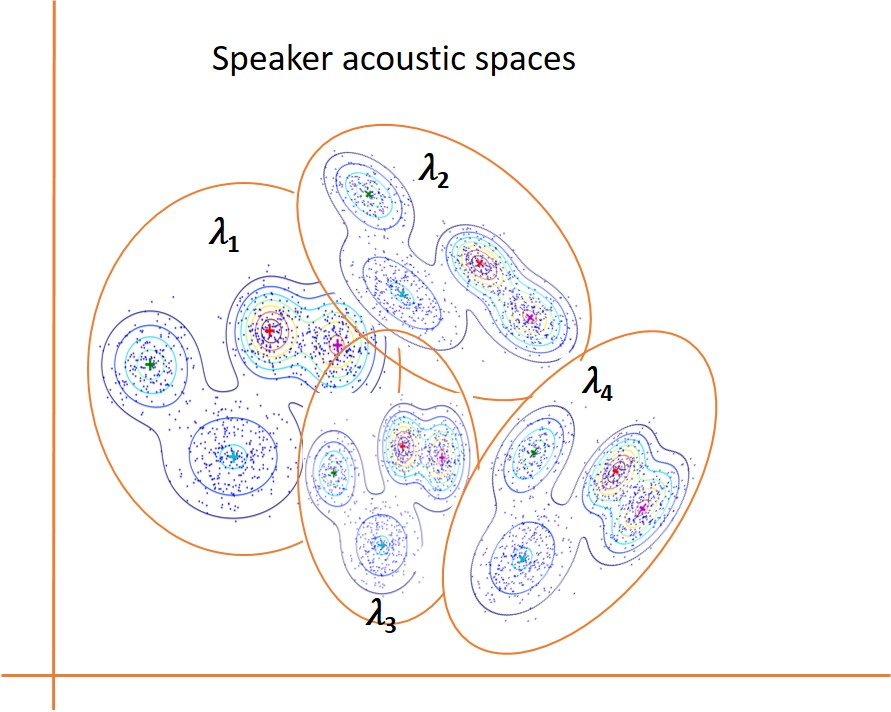 Speaker acoustic spaces
λ2
λ1
λ4
λ3